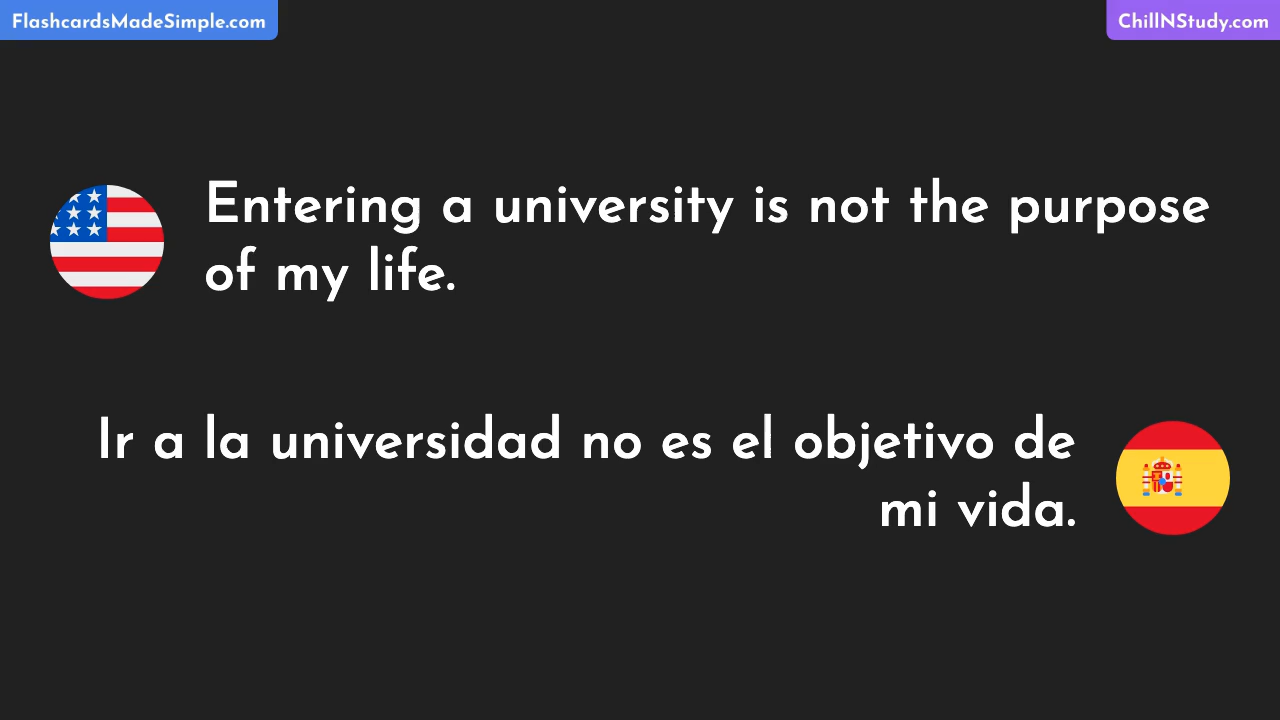 FlashcardsMadeSimple.com
ChillNStudy.com
Entering a university is not the purpose
of my life.
Ir a la universidad no es el objetivo de
mi vida.